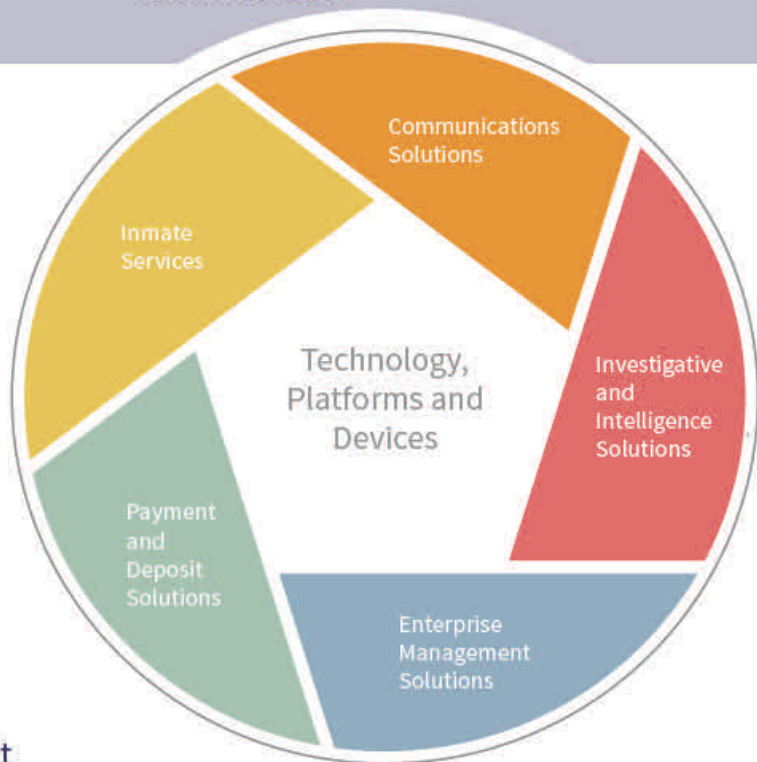 Communications
Solutions
Inmate
Services
Technology,
Platforms and
Devices
Investigative
and
Intelligence
Solutions
Payment
and
Deposit
Solutions
Enterprise
Management
Solutions